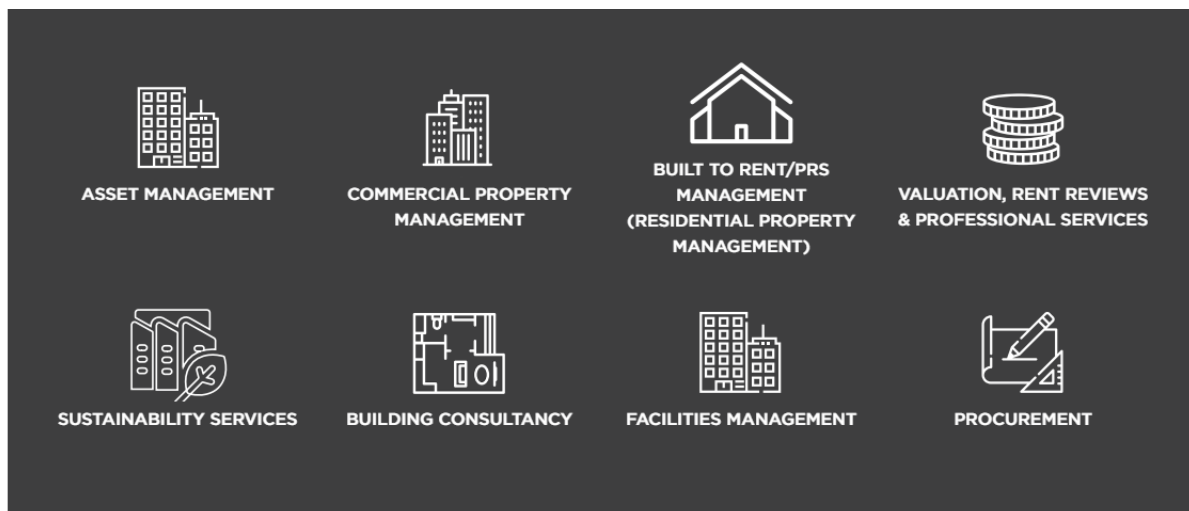 ASSET MANAGEMENT
COMMERCIAL PROPERTY
MANAGEMENT
BUILT TO RENT/PRS
MANAGEMENT
(RESIDENTIAL PROPERTY
MANAGEMENT)
VALUATION, RENT REVIEWS
& PROFESSIONAL SERVICES
SUSTAINABILITY SERVICES
BUILDING CONSULTANCY
FACILITIES MANAGEMENT
PROCUREMENT